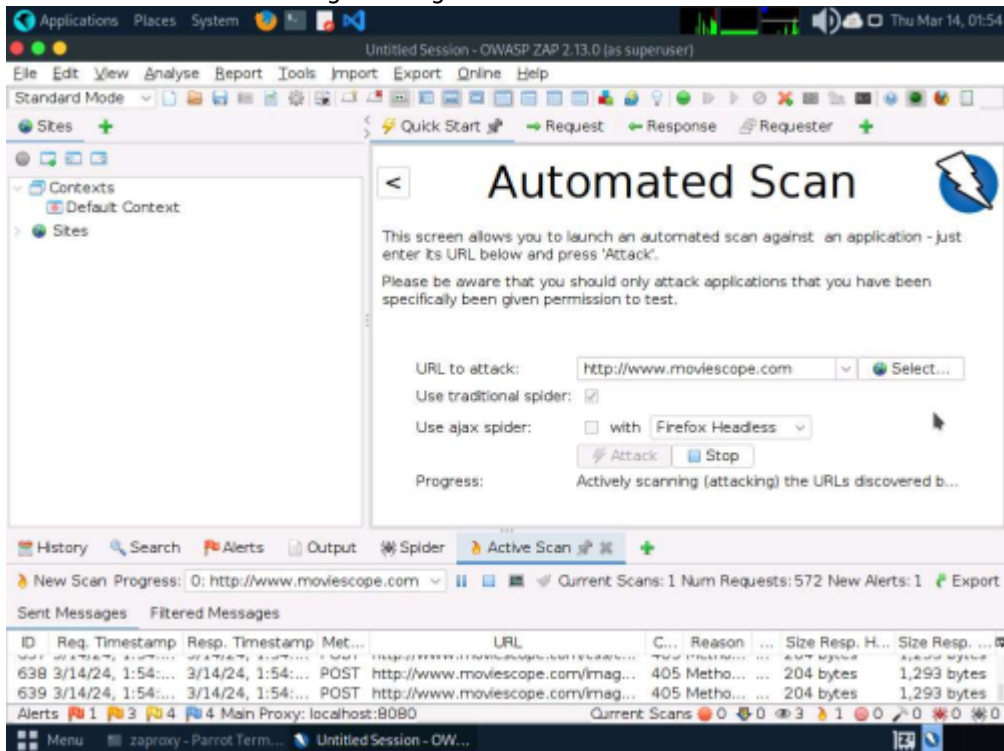 Applications Places System Thu Mar 14, 01:54
Untitled Session - OWASP ZAP 2.13.0 (as superuser)
File Edit View Analyse Report Tools Import Export Online Help
Standard Mode
Sites Quick Start Request Response Requester
Contexts
Default Context
Sites
< Automated Scan
This screen allows you to launch an automated scan against an application - just
enter its URL below and press 'Attack'.
Please be aware that you should only attack applications that you have been
specifically been given permission to test.
URL to attack: http://www.moviescope.com Select...
Use traditional spider:
Use ajax spider: with Firefox Headless
Attack Stop
Progress: Actively scanning (attacking) the URLs discovered b...
History Search Alerts Output Spider Active Scan
New Scan Progress: 0: http://www.moviescope.com Current Scans: 1 Num Requests: 572 New Alerts: 1 Export
Sent Messages Filtered Messages
ID Req. Timestamp Resp. Timestamp Met... URL C... Reason ... Size Resp. H... Size Resp. ...
638 3/14/24, 1:54:... 3/14/24, 1:54:... POST http://www.moviescope.com/imag... 405 Metho... ... 204 bytes 1,293 bytes
639 3/14/24, 1:54:... 3/14/24, 1:54:... POST http://www.moviescope.com/imag... 405 Metho... ... 204 bytes 1,293 bytes
Alerts 1 3 4 4 Main Proxy: localhost:8080 Current Scans 0 0 3 1 0 0 0 0
Menu zaproxy - Parrot Term... Untitled Session - OW...